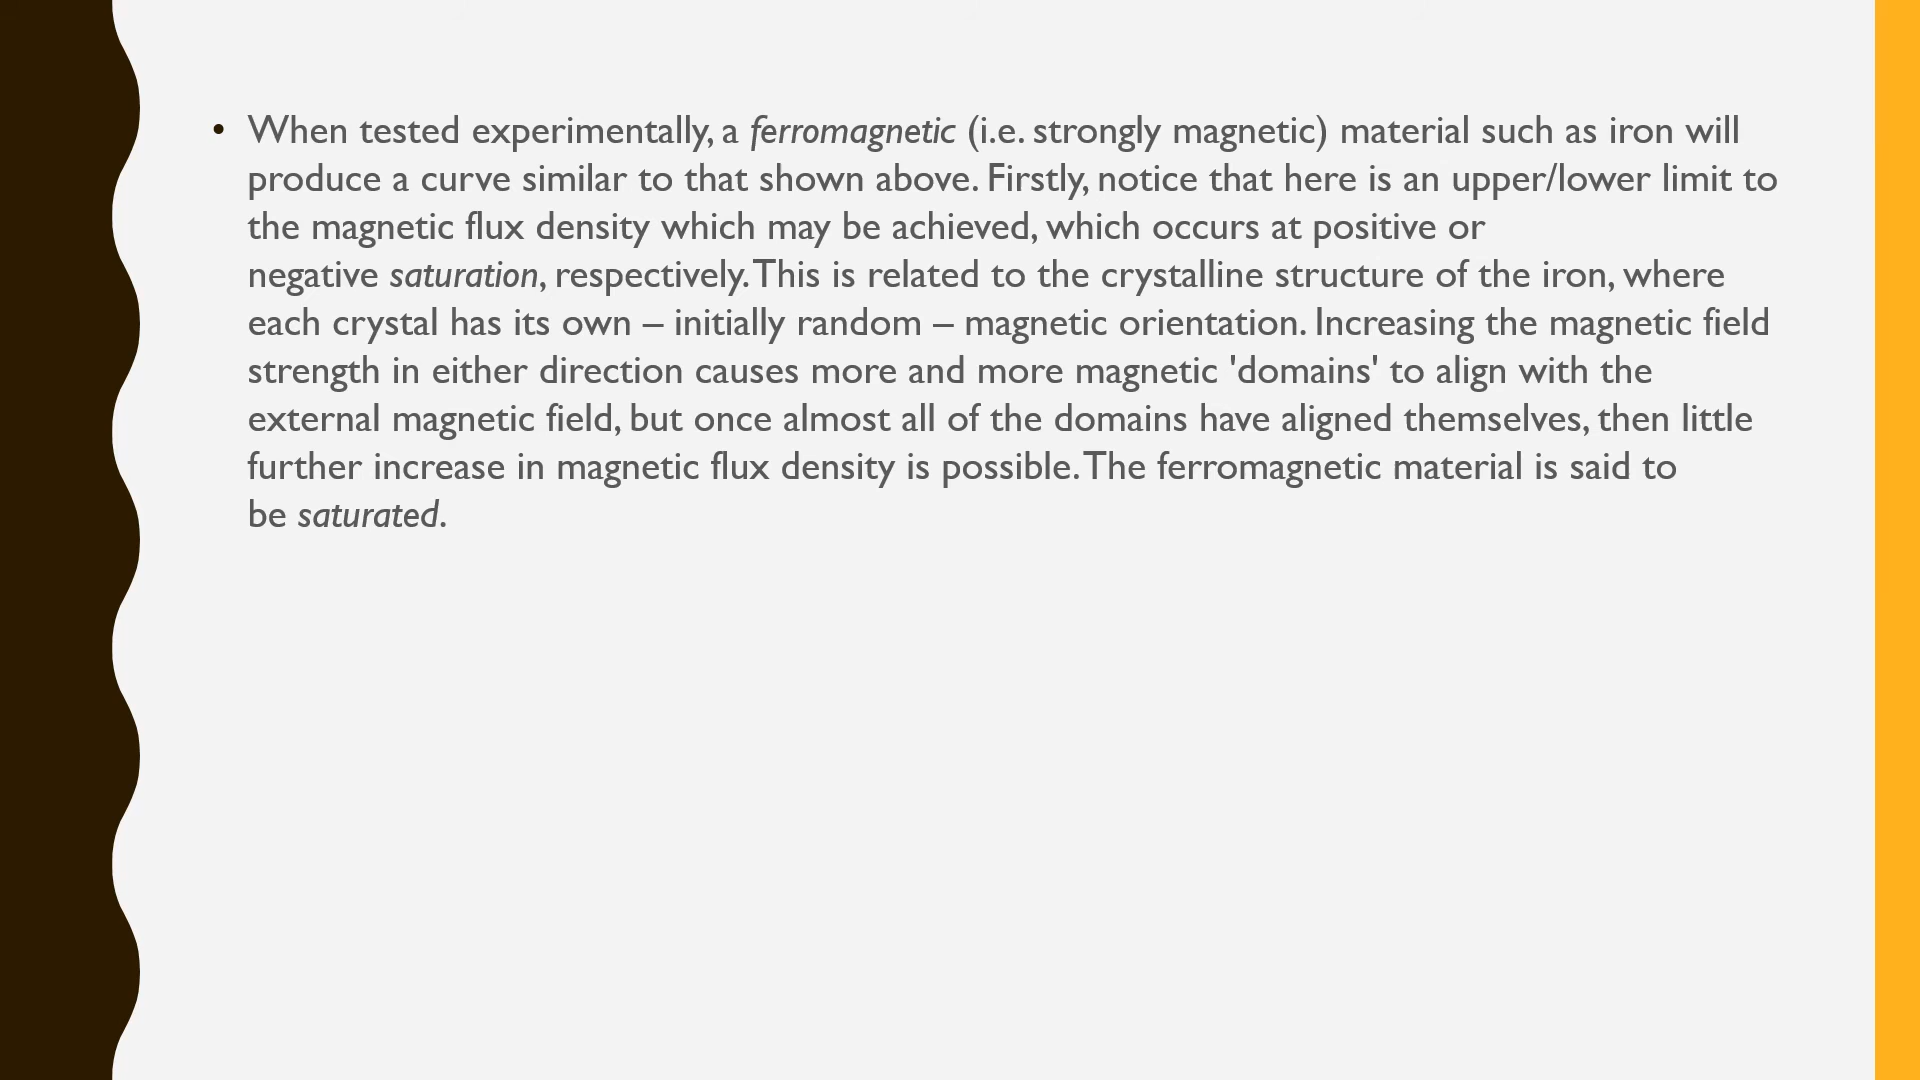 • When tested experimentally, a ferromagnetic (i.e. strongly magnetic) material such as iron will
produce a curve similar to that shown above. Firstly, notice that here is an upper/lower limit to
the magnetic flux density which may be achieved, which occurs at positive or
negative saturation, respectively. This is related to the crystalline structure of the iron, where
each crystal has its own – initially random – magnetic orientation. Increasing the magnetic field
strength in either direction causes more and more magnetic 'domains' to align with the
external magnetic field, but once almost all of the domains have aligned themselves, then little
further increase in magnetic flux density is possible. The ferromagnetic material is said to
be saturated.